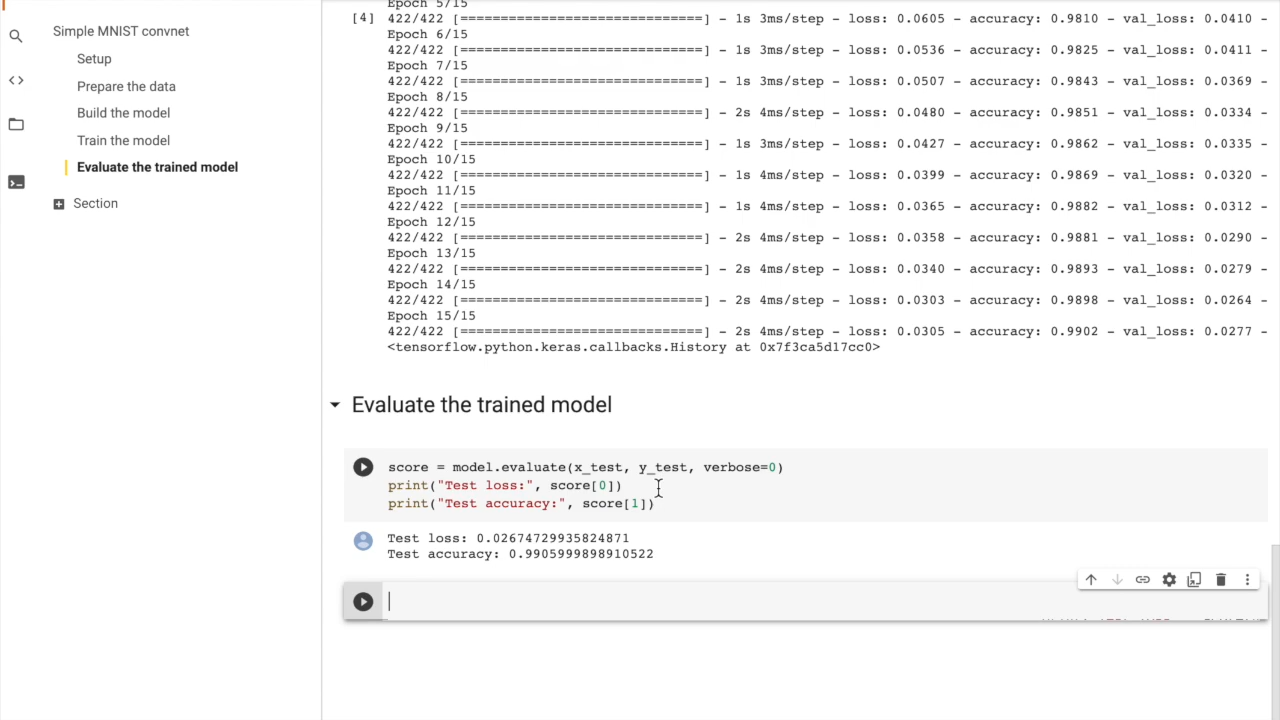 Simple MNIST convnet
Setup
Prepare the data
Build the model
Train the model
Evaluate the trained model
Section
Epoch 5/15
[4] 422/422 [==============================] - 1s 3ms/step - loss: 0.0605 - accuracy: 0.9810 - val_loss: 0.0410 -
Epoch 6/15
422/422 [==============================] - 1s 3ms/step - loss: 0.0536 - accuracy: 0.9825 - val_loss: 0.0411 -
Epoch 7/15
422/422 [==============================] - 1s 3ms/step - loss: 0.0507 - accuracy: 0.9843 - val_loss: 0.0345 -
Epoch 8/15
422/422 [==============================] - 2s 4ms/step - loss: 0.0480 - accuracy: 0.9851 - val_loss: 0.0334 -
Epoch 9/15
422/422 [==============================] - 1s 3ms/step - loss: 0.0427 - accuracy: 0.9862 - val_loss: 0.0335 -
Epoch 10/15
422/422 [==============================] - 1s 4ms/step - loss: 0.0399 - accuracy: 0.9869 - val_loss: 0.0320 -
Epoch 11/15
422/422 [==============================] - 1s 4ms/step - loss: 0.0365 - accuracy: 0.9882 - val_loss: 0.0312 -
Epoch 12/15
422/422 [==============================] - 2s 4ms/step - loss: 0.0358 - accuracy: 0.9881 - val_loss: 0.0290 -
Epoch 13/15
422/422 [==============================] - 2s 4ms/step - loss: 0.0340 - accuracy: 0.9893 - val_loss: 0.0279 -
Epoch 14/15
422/422 [==============================] - 2s 4ms/step - loss: 0.0303 - accuracy: 0.9898 - val_loss: 0.0264 -
Epoch 15/15
422/422 [==============================] - 2s 4ms/step - loss: 0.0305 - accuracy: 0.9902 - val_loss: 0.0277 -
<tensorflow.python.keras.callbacks.History at 0x7f3ca5d17cc0>
Evaluate the trained model
score = model.evaluate(x_test, y_test, verbose=0)
print("Test loss:", score[0])
print("Test accuracy:", score[1])
Test loss: 0.02674729935824871
Test accuracy: 0.9905999898910522